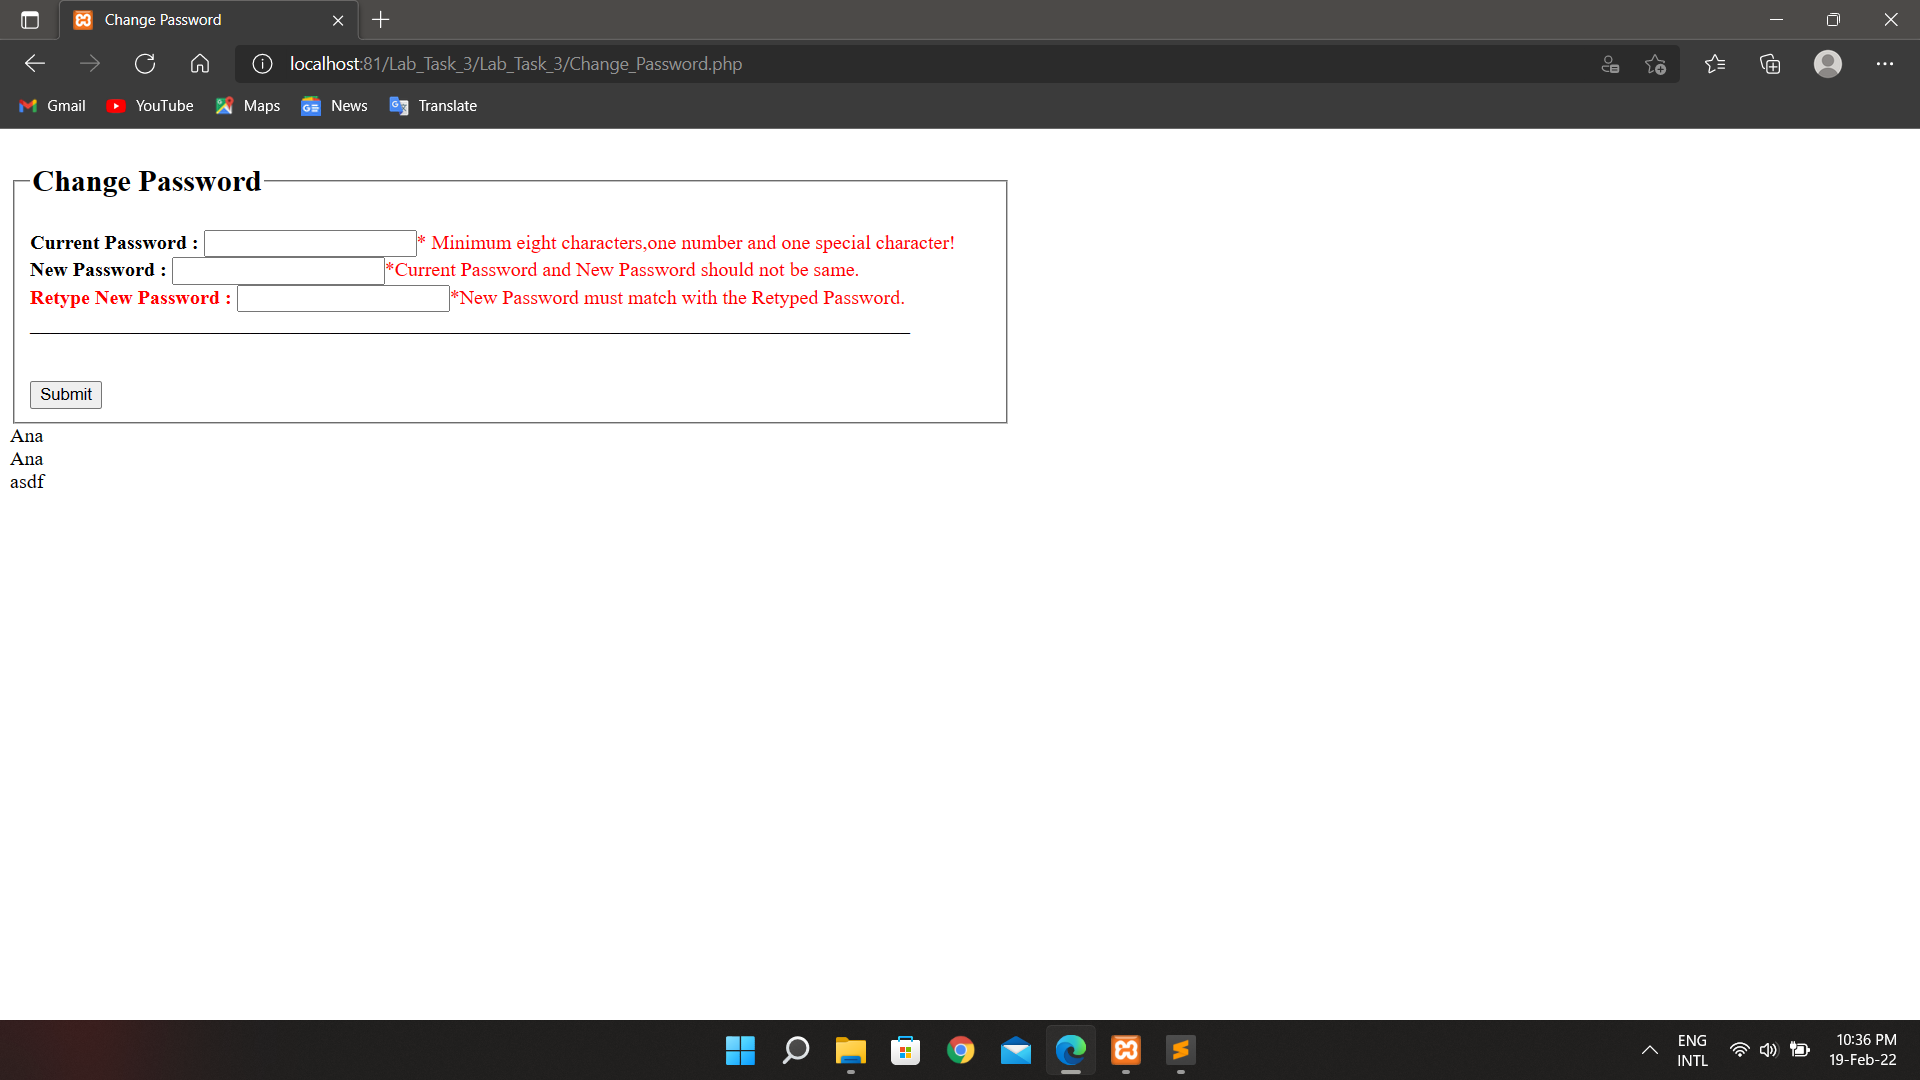 Change Password
localhost:81/Lab_Task_3/Lab_Task_3/Change_Password.php
Gmail YouTube Maps News Translate
Change Password
Current Password : * Minimum eight characters,one number and one special character!
New Password : *Current Password and New Password should not be same.
Retype New Password : *New Password must match with the Retyped Password.
Submit
Ana
Ana
asdf
ENG 10:36 PM
INTL 19-Feb-22